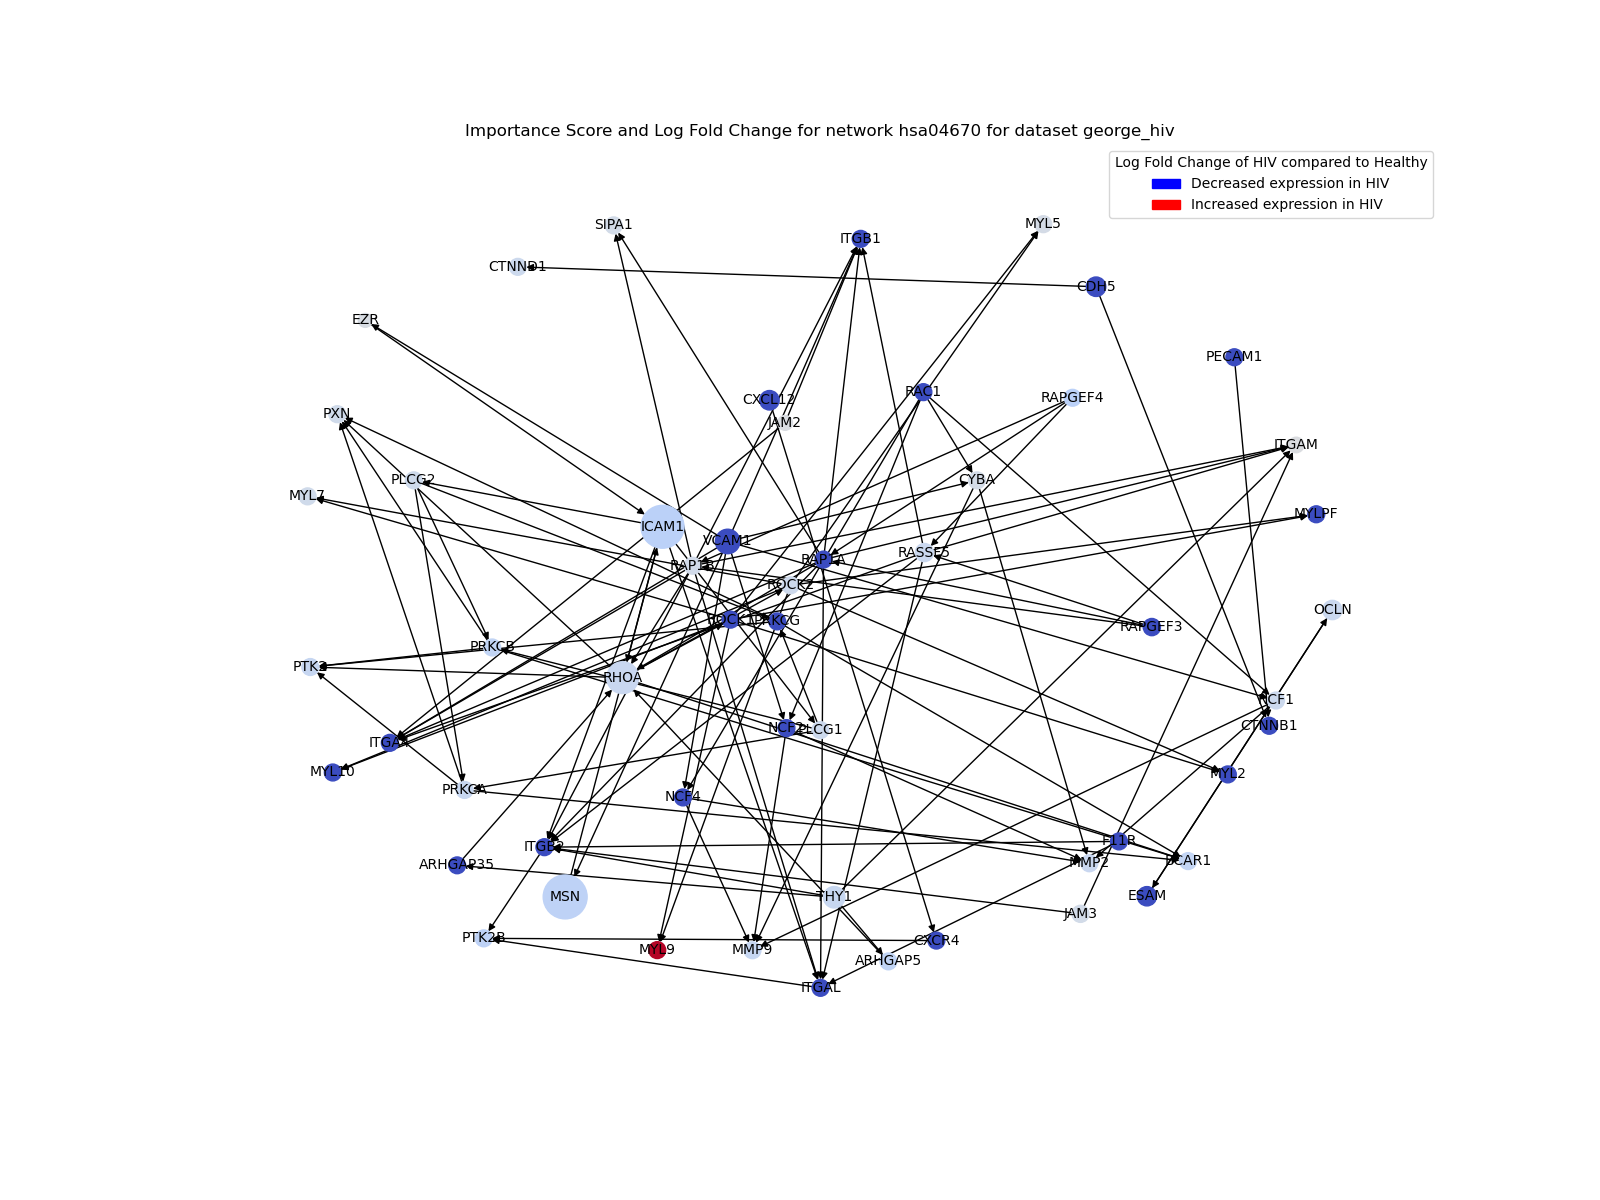 Importance Score and Log Fold Change for network hsa04670 for dataset george_hiv
Log Fold Change of HIV compared to Healthy
Decreased expression in HIV
Increased expression in HIV
SIPA1
MYL5
ITGB1
CTNND1
CDH5
EZR
PECAM1
RAC1
RAPGEF4
CXCL12
PXN
JAM2
ITGAM
PLCG2
CYBA
MYL7
MYLPF
ICAM1
VCAM1
RASSF5
RAP1A
RAP1B
ROCK2
OCLN
ROCK1
PRKCG
RAPGEF3
PRKCB
PTK2
RHOA
NCF1
CTNNB1
NCF2
PLCG1
ITGA4
MYL10
MYL2
PRKCA
NCF4
F11R
ITGB2
ARHGAP35
MMP2
BCAR1
MSN
THY1
ESAM
JAM3
PTK2B
CXCR4
MYL9
MMP9
ARHGAP5
ITGAL